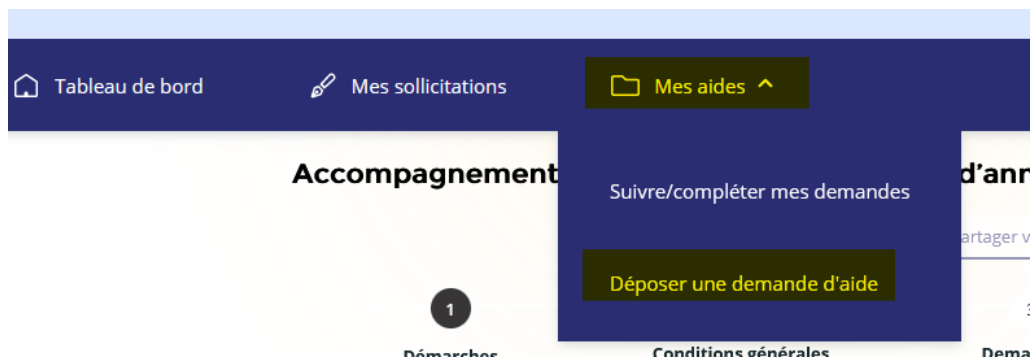 Tableau de bord
Mes sollicitations
Mes aides
Accompagnement
Suivre/compléter mes demandes
Déposer une demande d'aide
1
Démarches
Conditions générales